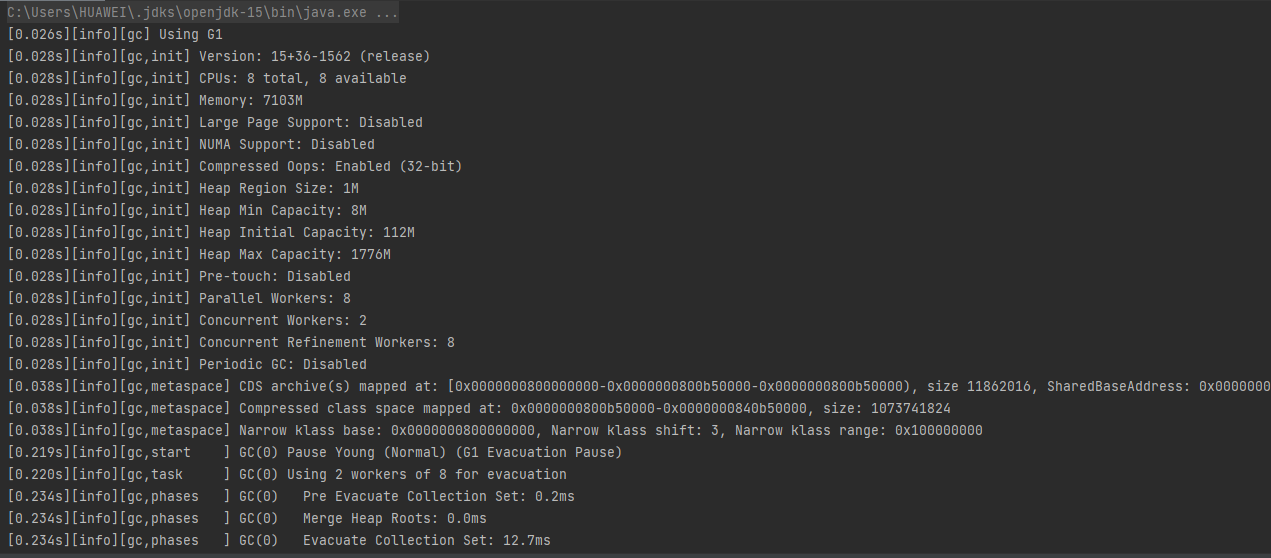 C:\Users\HUAWEI\.jdks\openjdk-15\bin\java.exe ...
[0.026s][info][gc] Using G1
[0.028s][info][gc,init] Version: 15+36-1562 (release)
[0.028s][info][gc,init] CPUs: 8 total, 8 available
[0.028s][info][gc,init] Memory: 7103M
[0.028s][info][gc,init] Large Page Support: Disabled
[0.028s][info][gc,init] NUMA Support: Disabled
[0.028s][info][gc,init] Compressed Oops: Enabled (32-bit)
[0.028s][info][gc,init] Heap Region Size: 1M
[0.028s][info][gc,init] Heap Min Capacity: 8M
[0.028s][info][gc,init] Heap Initial Capacity: 112M
[0.028s][info][gc,init] Heap Max Capacity: 1776M
[0.028s][info][gc,init] Pre-touch: Disabled
[0.028s][info][gc,init] Parallel Workers: 8
[0.028s][info][gc,init] Concurrent Workers: 2
[0.028s][info][gc,init] Concurrent Refinement Workers: 8
[0.028s][info][gc,init] Periodic GC: Disabled
[0.038s][info][gc,metaspace] CDS archive(s) mapped at: [0x0000000800000000-0x0000000800b50000-0x0000000800b50000), size 11862016, SharedBaseAddress: 0x0000000
[0.038s][info][gc,metaspace] Compressed class space mapped at: 0x0000000800b50000-0x0000000840b50000, size: 1073741824
[0.038s][info][gc,metaspace] Narrow klass base: 0x0000000800000000, Narrow klass shift: 3, Narrow klass range: 0x100000000
[0.219s][info][gc,start    ] GC(0) Pause Young (Normal) (G1 Evacuation Pause)
[0.220s][info][gc,task     ] GC(0) Using 2 workers of 8 for evacuation
[0.234s][info][gc,phases   ] GC(0)   Pre Evacuate Collection Set: 0.2ms
[0.234s][info][gc,phases   ] GC(0)   Merge Heap Roots: 0.0ms
[0.234s][info][gc,phases   ] GC(0)   Evacuate Collection Set: 12.7ms